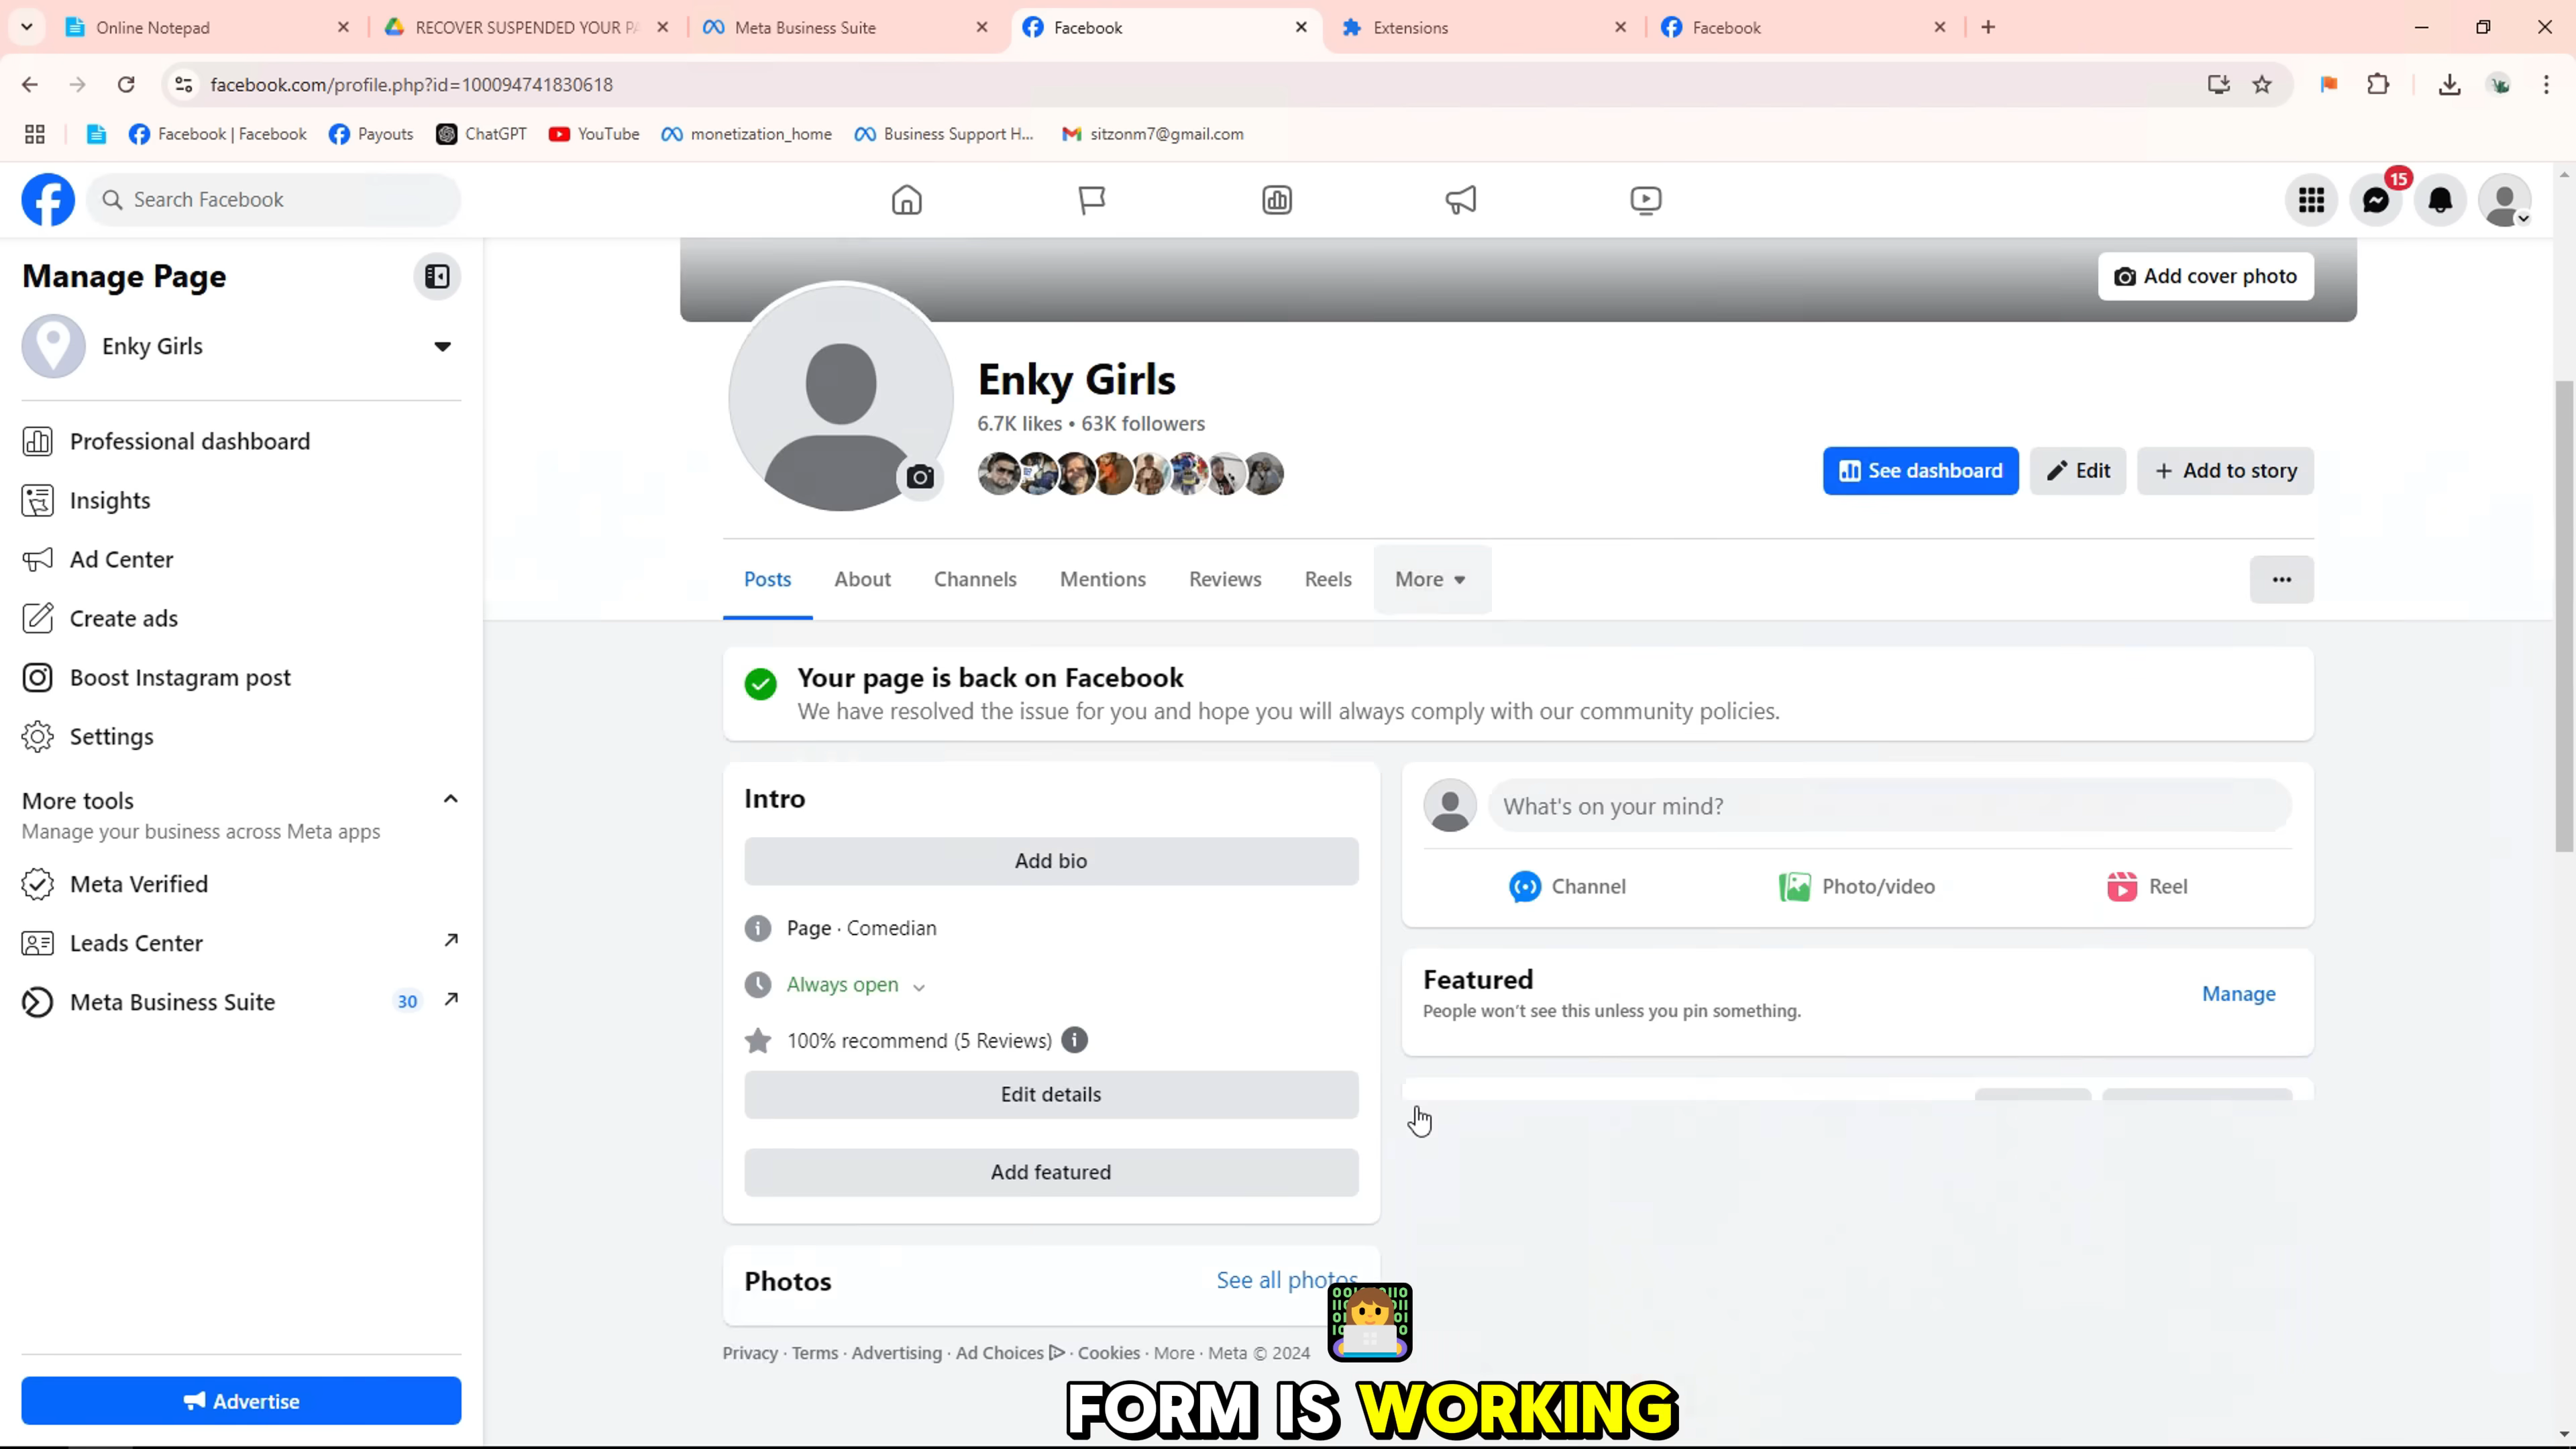 Online Notepad
RECOVER SUSPENDED YOUR PA
Meta Business Suite
Facebook
Extensions
Facebook
facebook.com/profile.php?id=100094741830618
Facebook | Facebook
Payouts
ChatGPT
YouTube
monetization_home
Business Support H...
sitzonm7@gmail.com
Search Facebook
15
Manage Page
Enky Girls
Professional dashboard
Insights
Ad Center
Create ads
Boost Instagram post
Settings
More tools
Manage your business across Meta apps
Meta Verified
Leads Center
Meta Business Suite 30
Advertise
Add cover photo
Enky Girls
6.7K likes • 63K followers
See dashboard
Edit
+ Add to story
Posts
About
Channels
Mentions
Reviews
Reels
More
Your page is back on Facebook
We have resolved the issue for you and hope you will always comply with our community policies.
Intro
Add bio
Page · Comedian
Always open
100% recommend (5 Reviews)
Edit details
Add featured
Photos
See all photos
Privacy · Terms · Advertising · Ad Choices · Cookies · More · Meta © 2024
What's on your mind?
Channel
Photo/video
Reel
Featured
People won't see this unless you pin something.
Manage
FORM IS WORKING